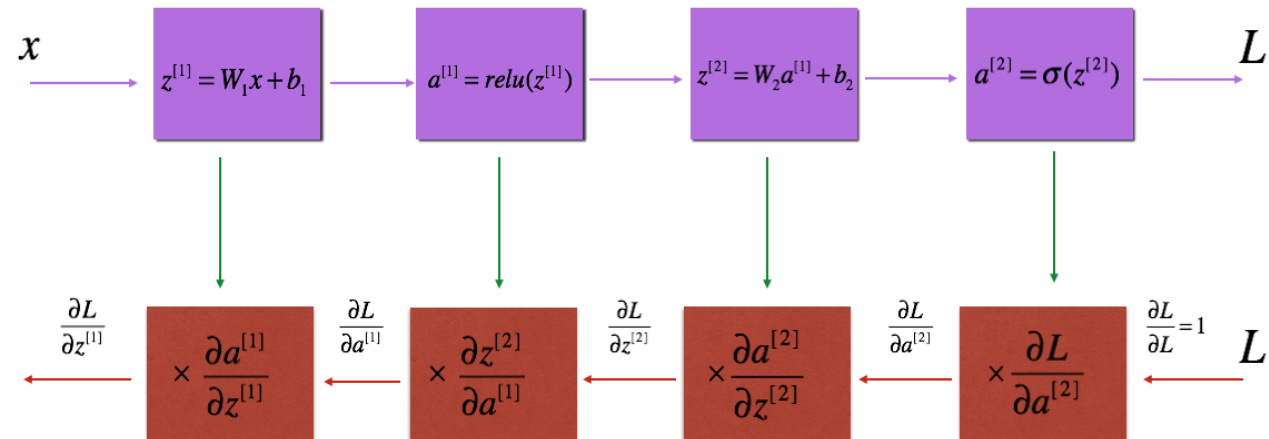 x
z^{[1]} = W_1 x + b_1
a^{[1]} = relu(z^{[1]})
z^{[2]} = W_2 a^{[1]} + b_2
a^{[2]} = σ(z^{[2]})
L
∂L/∂z^{[1]}
× ∂a^{[1]}/∂z^{[1]}
∂L/∂a^{[1]}
× ∂z^{[2]}/∂a^{[1]}
∂L/∂z^{[2]}
× ∂a^{[2]}/∂z^{[2]}
∂L/∂a^{[2]}
× ∂L/∂a^{[2]}
∂L/∂L = 1
L